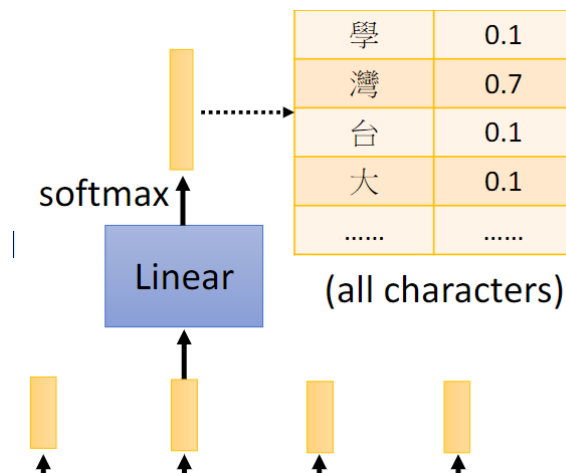 學 0.1
灣 0.7
台 0.1
大 0.1
...... ......
softmax
Linear
(all characters)